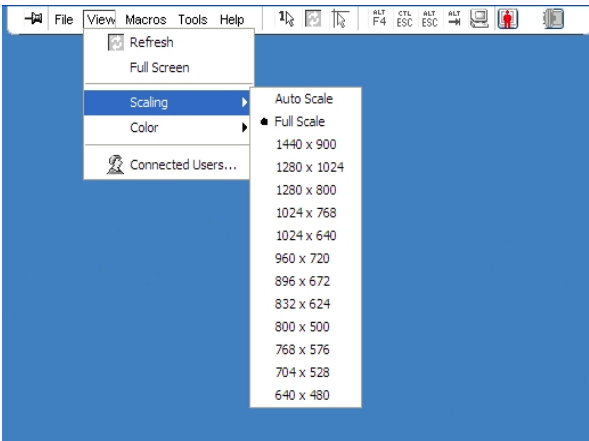 File View Macros Tools Help 1 ALT F4 CTL ESC ALT ESC ALT
Refresh
Full Screen
Scaling
Color
Connected Users...
Auto Scale
Full Scale
1440 x 900
1280 x 1024
1280 x 800
1024 x 768
1024 x 640
960 x 720
896 x 672
832 x 624
800 x 500
768 x 576
704 x 528
640 x 480